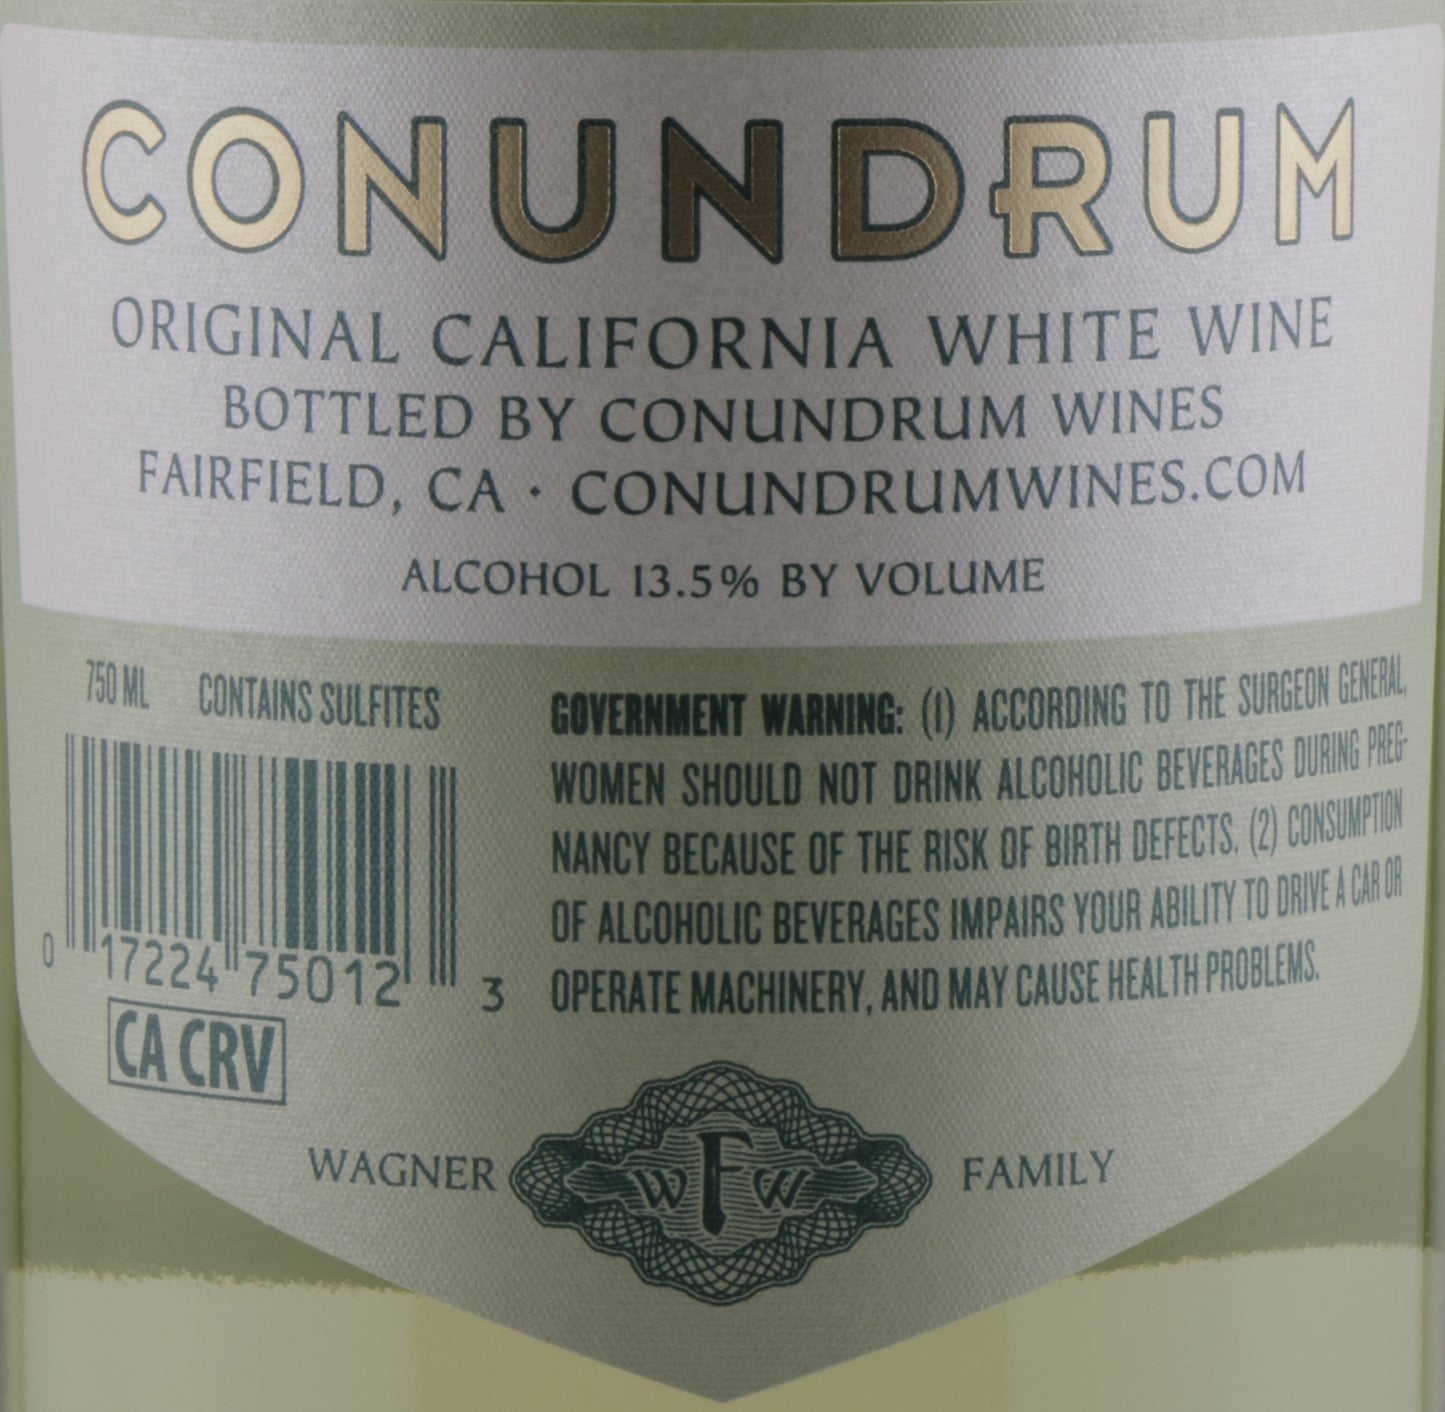 CONUNDRUM
ORIGINAL CALIFORNIA WHITE WINE
BOTTLED BY CONUNDRUM WINES
FAIRFIELD, CA · CONUNDRUMWINES.COM
ALCOHOL 13.5% BY VOLUME
750 ML CONTAINS SULFITES
0 17224 75012 3
CA CRV
GOVERNMENT WARNING: (1) ACCORDING TO THE SURGEON GENERAL,
WOMEN SHOULD NOT DRINK ALCOHOLIC BEVERAGES DURING PREG-
NANCY BECAUSE OF THE RISK OF BIRTH DEFECTS. (2) CONSUMPTION
OF ALCOHOLIC BEVERAGES IMPAIRS YOUR ABILITY TO DRIVE A CAR OR
OPERATE MACHINERY, AND MAY CAUSE HEALTH PROBLEMS.
WAGNER WFW FAMILY